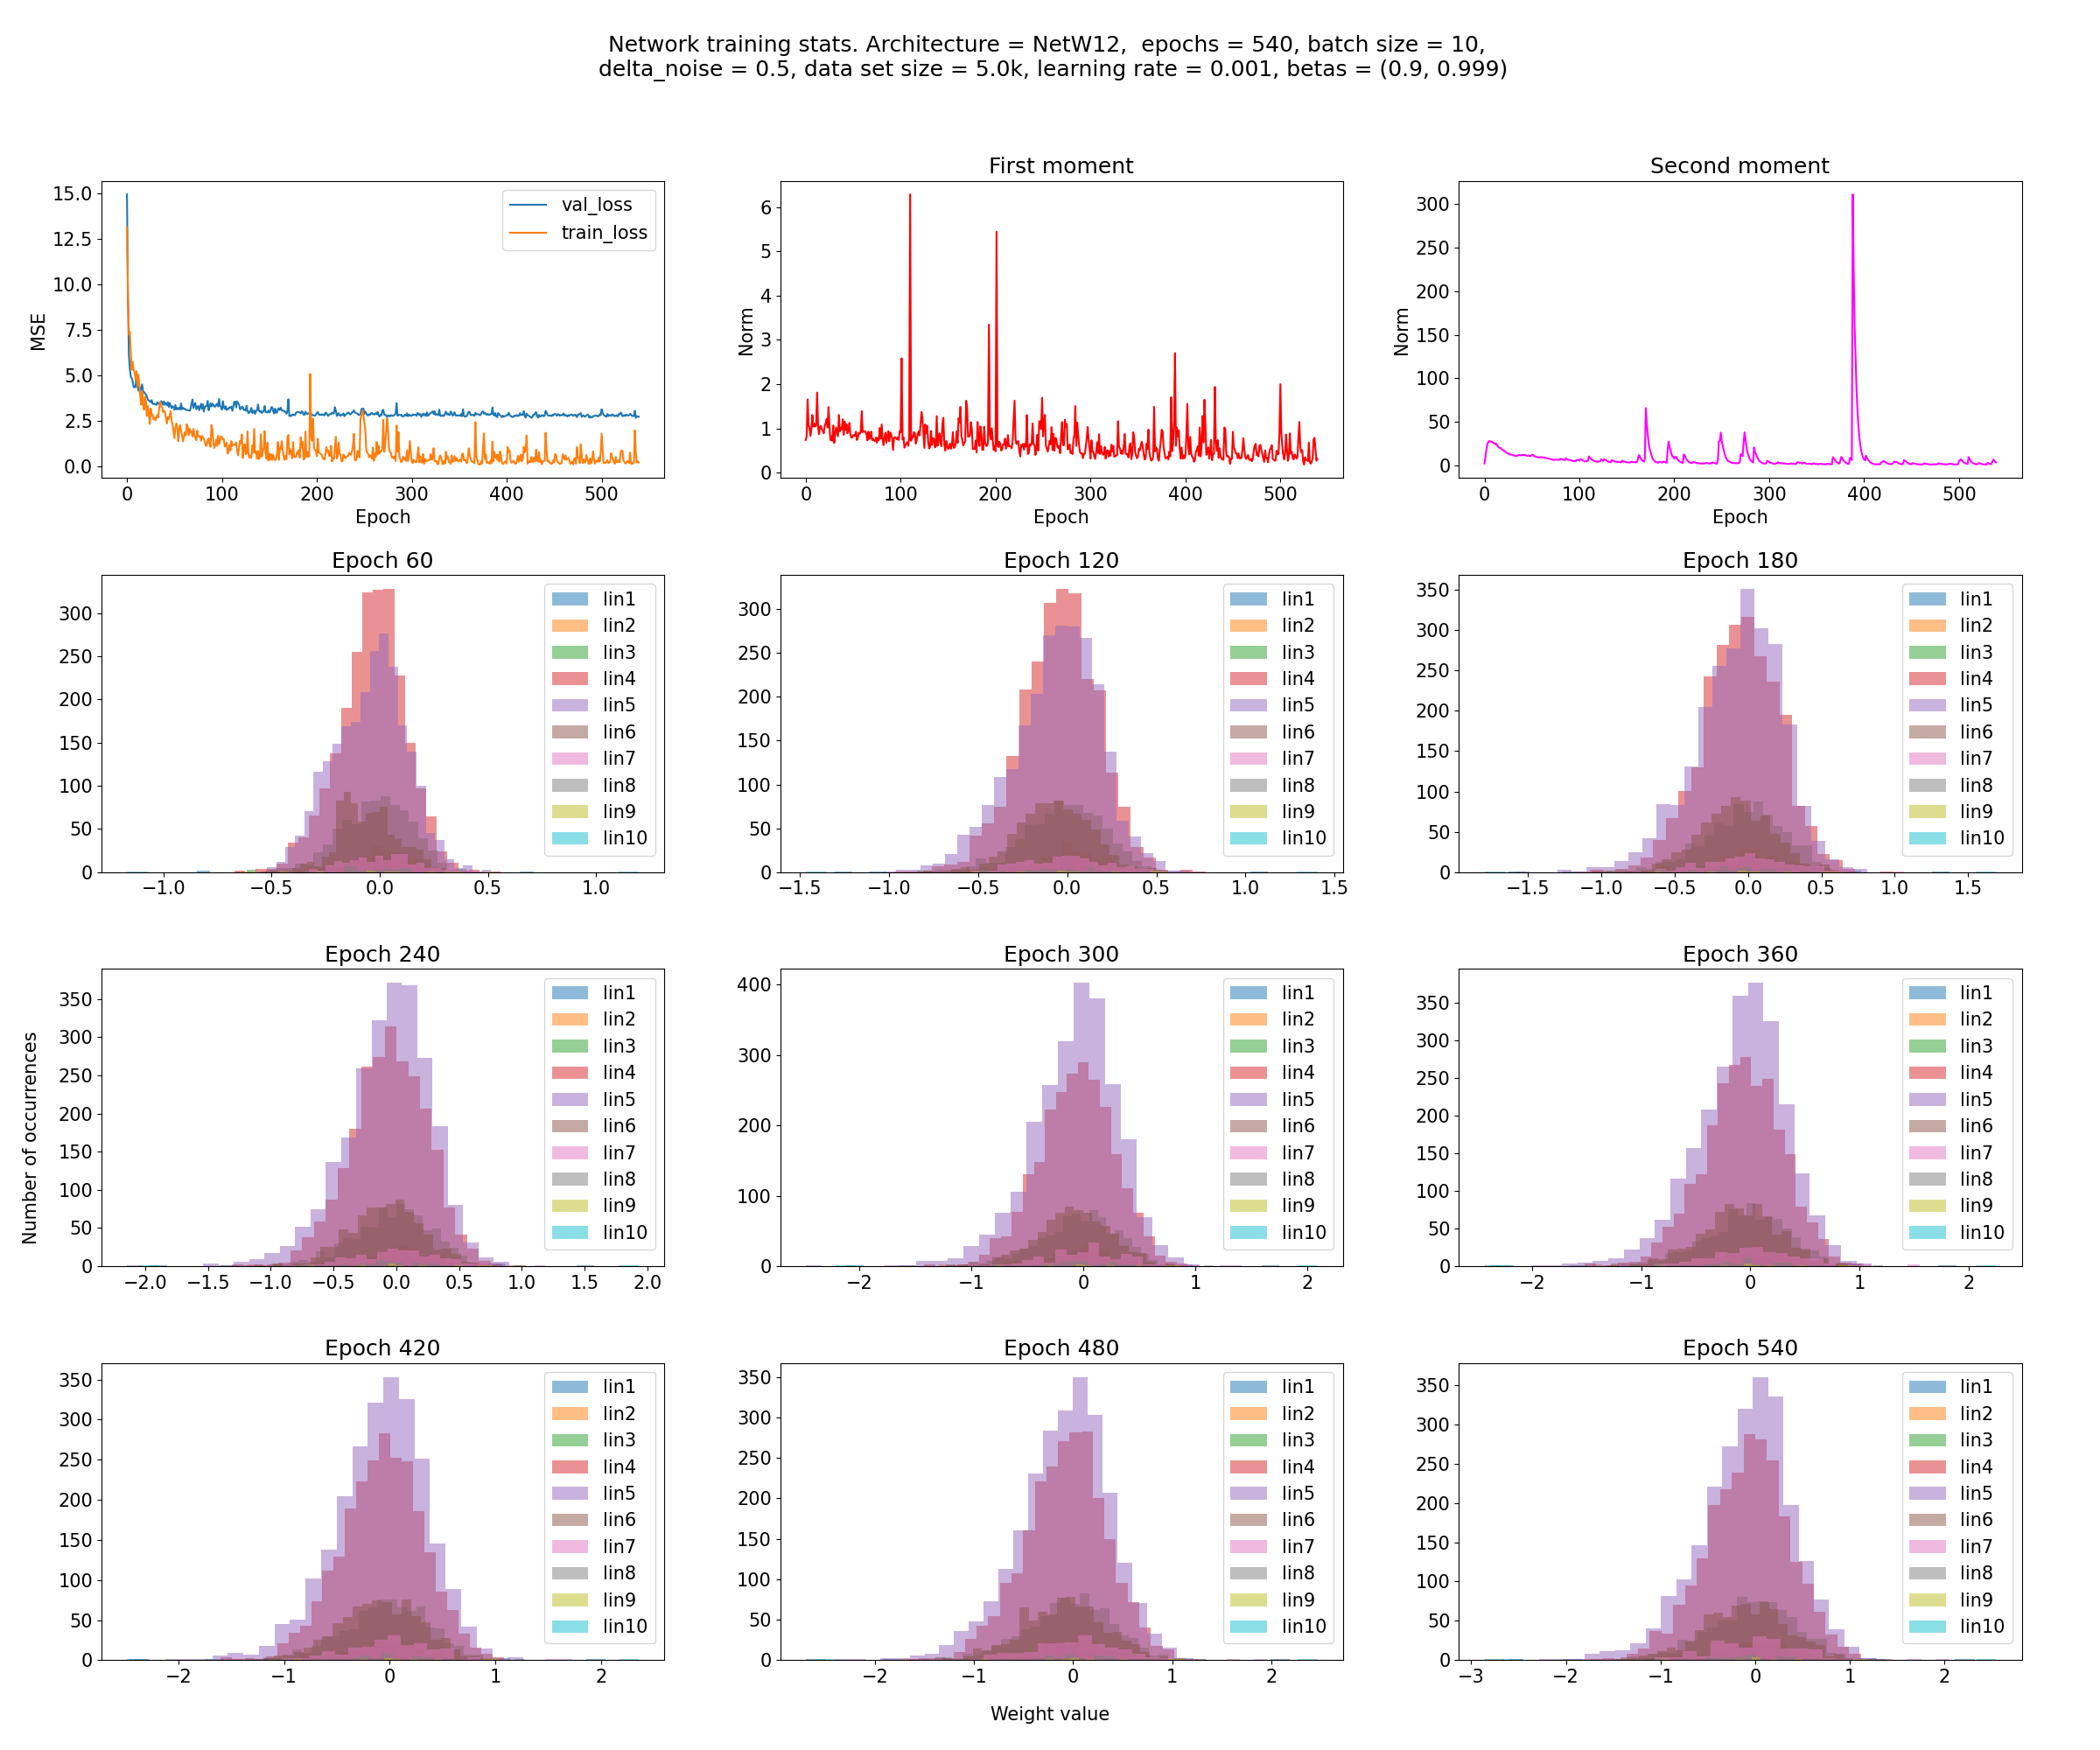 Network training stats. Architecture = NetW12,  epochs = 540, batch size = 10,
delta_noise = 0.5, data set size = 5.0k, learning rate = 0.001, betas = (0.9, 0.999)
15.0
12.5
10.0
7.5
5.0
2.5
0.0
MSE
val_loss
train_loss
0 100 200 300 400 500
Epoch
First moment
6
5
4
3
2
1
0
Norm
0 100 200 300 400 500
Epoch
Second moment
300
250
200
150
100
50
0
Norm
0 100 200 300 400 500
Epoch
Epoch 60
300
250
200
150
100
50
0
lin1
lin2
lin3
lin4
lin5
lin6
lin7
lin8
lin9
lin10
−1.0 −0.5 0.0 0.5 1.0
Epoch 120
300
250
200
150
100
50
0
lin1
lin2
lin3
lin4
lin5
lin6
lin7
lin8
lin9
lin10
−1.5 −1.0 −0.5 0.0 0.5 1.0 1.5
Epoch 180
350
300
250
200
150
100
50
0
lin1
lin2
lin3
lin4
lin5
lin6
lin7
lin8
lin9
lin10
−1.5 −1.0 −0.5 0.0 0.5 1.0 1.5
Number of occurrences
Epoch 240
350
300
250
200
150
100
50
0
lin1
lin2
lin3
lin4
lin5
lin6
lin7
lin8
lin9
lin10
−2.0 −1.5 −1.0 −0.5 0.0 0.5 1.0 1.5 2.0
Epoch 300
400
300
200
100
0
lin1
lin2
lin3
lin4
lin5
lin6
lin7
lin8
lin9
lin10
−2 −1 0 1 2
Epoch 360
350
300
250
200
150
100
50
0
lin1
lin2
lin3
lin4
lin5
lin6
lin7
lin8
lin9
lin10
−2 −1 0 1 2
Epoch 420
350
300
250
200
150
100
50
0
lin1
lin2
lin3
lin4
lin5
lin6
lin7
lin8
lin9
lin10
−2 −1 0 1 2
Epoch 480
350
300
250
200
150
100
50
0
lin1
lin2
lin3
lin4
lin5
lin6
lin7
lin8
lin9
lin10
−2 −1 0 1 2
Epoch 540
350
300
250
200
150
100
50
0
lin1
lin2
lin3
lin4
lin5
lin6
lin7
lin8
lin9
lin10
−3 −2 −1 0 1 2
Weight value